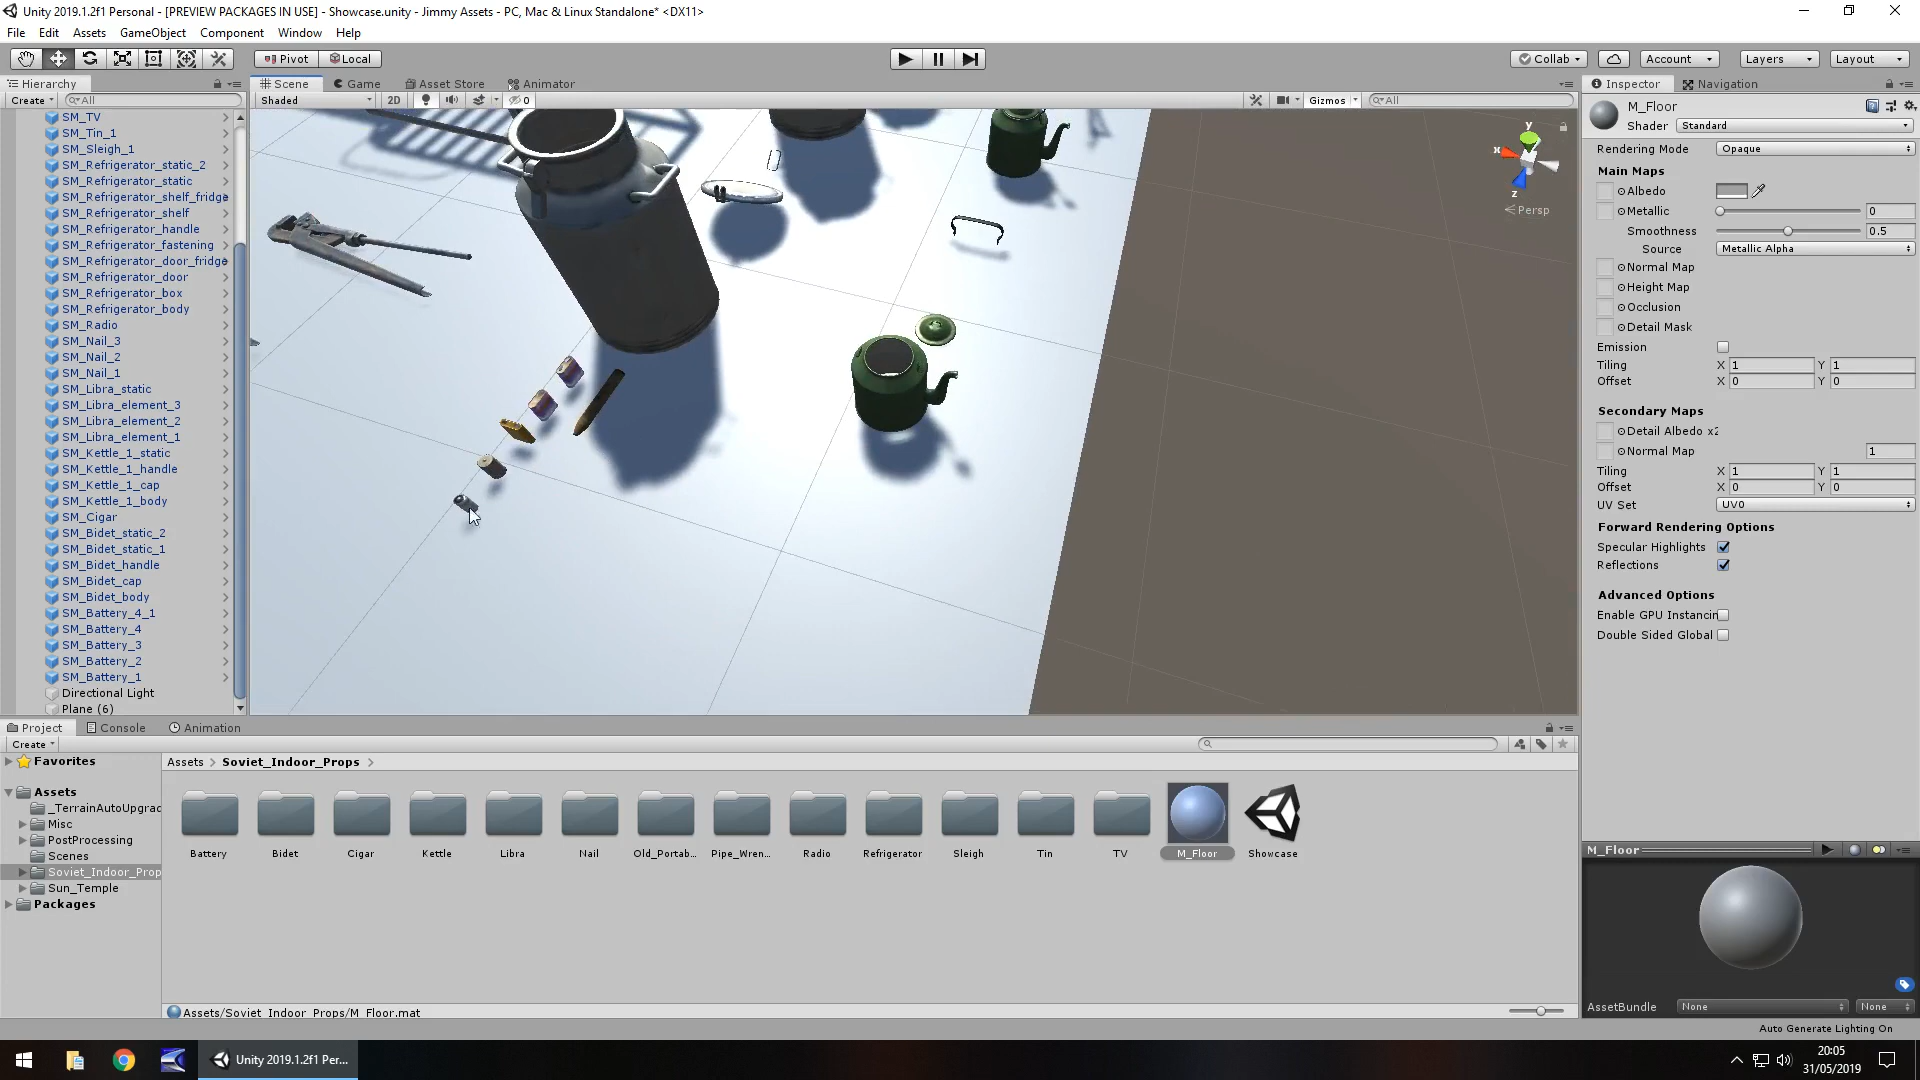 Unity 2019.1.2f1 Personal - [PREVIEW PACKAGES IN USE] - Showcase.unity - Jimmy Assets - PC, Mac & Linux Standalone* <DX11>
File Edit Assets GameObject Component Window Help
Pivot Local Collab Account Layers Layout
Hierarchy
Create All
SM_TV
SM_Tin_1
SM_Sleigh_1
SM_Refrigerator_static_2
SM_Refrigerator_static
SM_Refrigerator_shelf_fridge
SM_Refrigerator_shelf
SM_Refrigerator_handle
SM_Refrigerator_fastening
SM_Refrigerator_door_fridge
SM_Refrigerator_door
SM_Refrigerator_box
SM_Refrigerator_body
SM_Radio
SM_Nail_3
SM_Nail_2
SM_Nail_1
SM_Libra_static
SM_Libra_element_3
SM_Libra_element_2
SM_Libra_element_1
SM_Kettle_1_static
SM_Kettle_1_handle
SM_Kettle_1_cap
SM_Kettle_1_body
SM_Cigar
SM_Bidet_static_2
SM_Bidet_static_1
SM_Bidet_handle
SM_Bidet_cap
SM_Bidet_body
SM_Battery_4_1
SM_Battery_4
SM_Battery_3
SM_Battery_2
SM_Battery_1
Directional Light
Plane (6)
Scene Game Asset Store Animator
Shaded 2D 0 Gizmos All
y
x
z
Persp
Inspector Navigation
M_Floor
Shader Standard
Rendering Mode Opaque
Main Maps
Albedo
Metallic 0
Smoothness 0.5
Source Metallic Alpha
Normal Map
Height Map
Occlusion
Detail Mask
Emission
Tiling X 1 Y 1
Offset X 0 Y 0
Secondary Maps
Detail Albedo x2
Normal Map 1
Tiling X 1 Y 1
Offset X 0 Y 0
UV Set UV0
Forward Rendering Options
Specular Highlights
Reflections
Advanced Options
Enable GPU Instancin
Double Sided Global
M_Floor
AssetBundle None None
Project Console Animation
Create
Favorites
Assets
_TerrainAutoUpgrad
Misc
PostProcessing
Scenes
Soviet_Indoor_Prop
Sun_Temple
Packages
Assets > Soviet_Indoor_Props >
Battery Bidet Cigar Kettle Libra Nail Old_Portab... Pipe_Wren... Radio Refrigerator Sleigh Tin TV M_Floor Showcase
Assets/Soviet_Indoor_Props/M_Floor.mat
Auto Generate Lighting On
Unity 2019.1.2f1 Per...
20:05
31/05/2019